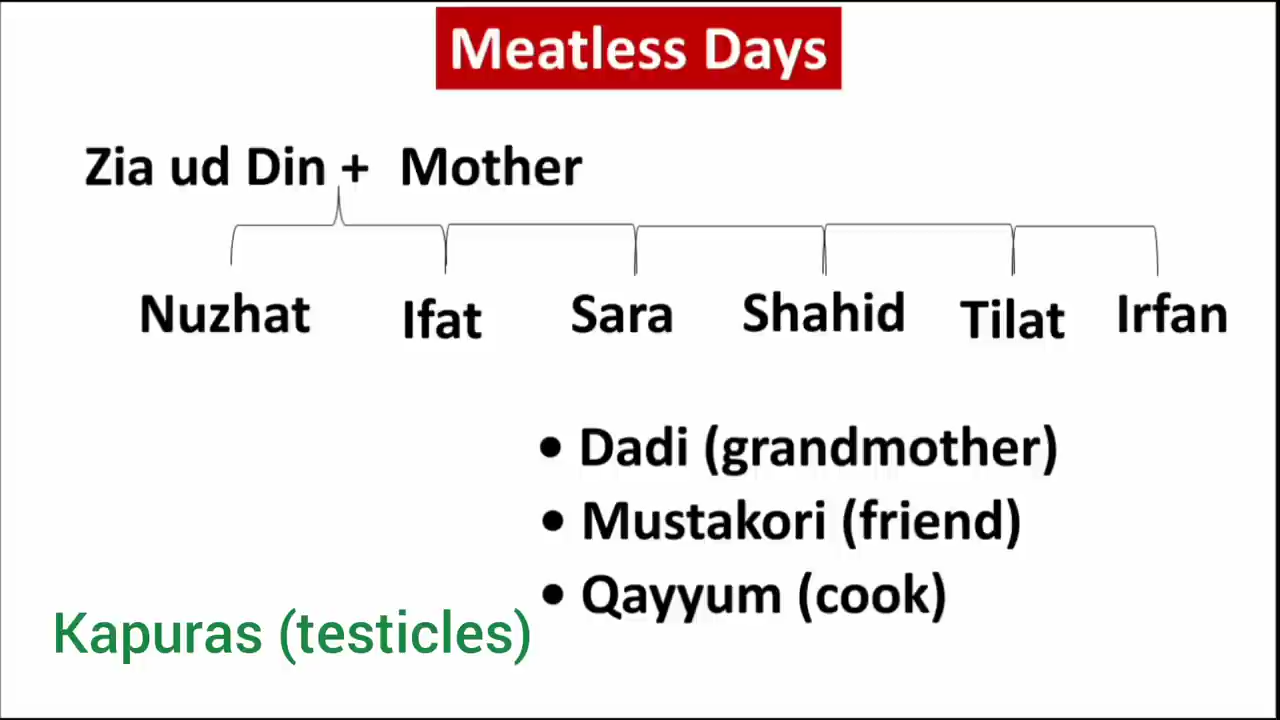 Meatless Days
Zia ud Din + Mother
Nuzhat Ifat Sara Shahid Tilat Irfan
• Dadi (grandmother)
• Mustakori (friend)
• Qayyum (cook)
Kapuras (testicles)